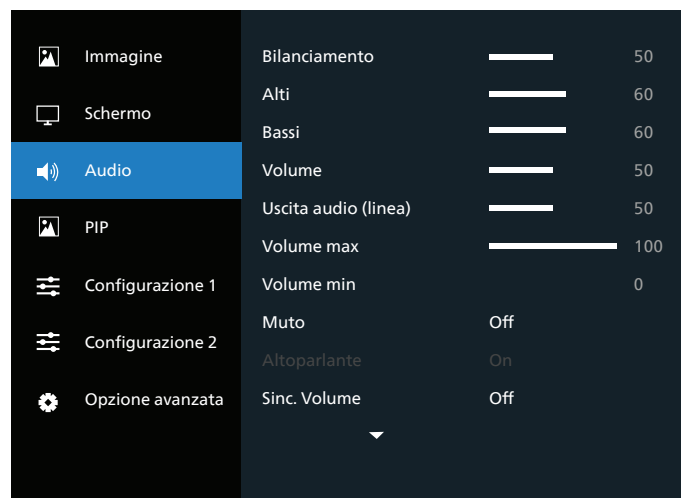 Immagine
Schermo
Audio
PIP
Configurazione 1
Configurazione 2
Opzione avanzata
Bilanciamento 50
Alti 60
Bassi 60
Volume 50
Uscita audio (linea) 50
Volume max 100
Volume min 0
Muto Off
Altoparlante On
Sinc. Volume Off